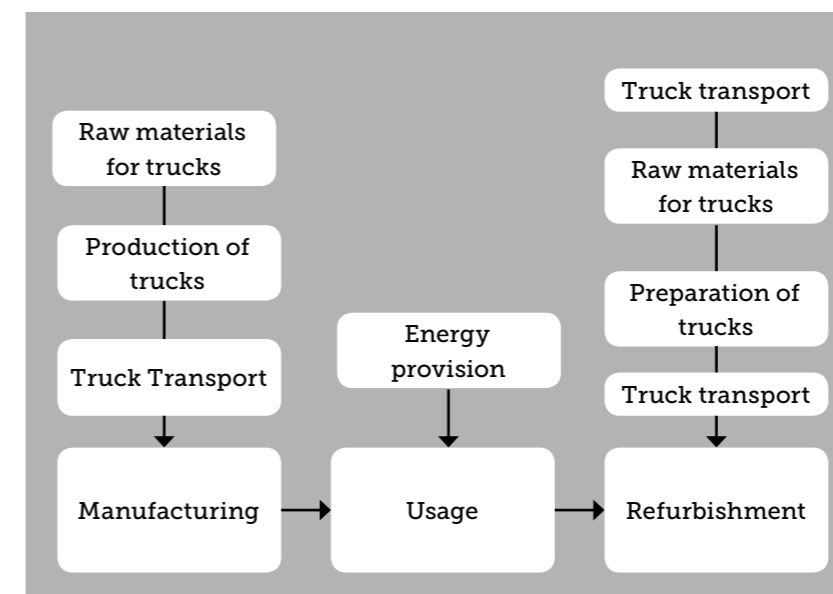 Raw materials
for trucks
Production of
trucks
Truck Transport
Manufacturing
Energy
provision
Usage
Truck transport
Raw materials
for trucks
Preparation of
trucks
Truck transport
Refurbishment